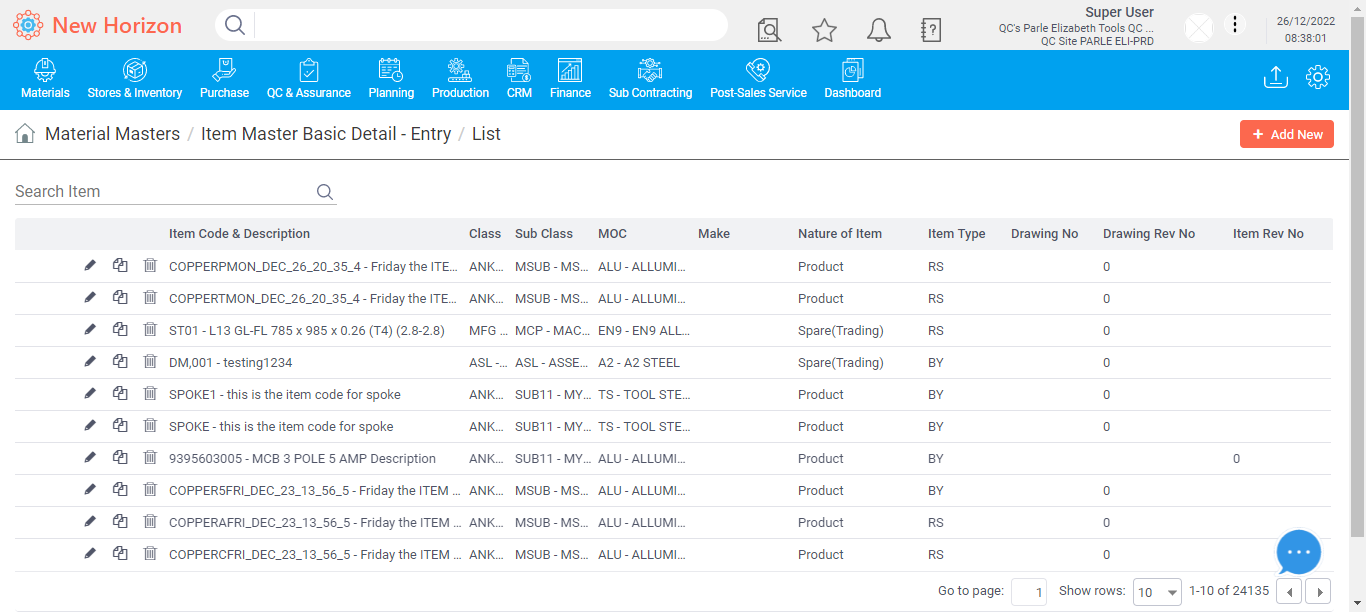 New Horizon
Super User
QC's Parle Elizabeth Tools QC ...
QC Site PARLE ELI-PRD
26/12/2022
08:38:01
Materials Stores & Inventory Purchase QC & Assurance Planning Production CRM Finance Sub Contracting Post-Sales Service Dashboard
Material Masters / Item Master Basic Detail - Entry / List
+ Add New
Search Item
Item Code & Description Class Sub Class MOC Make Nature of Item Item Type Drawing No Drawing Rev No Item Rev No
COPPERPMON_DEC_26_20_35_4 - Friday the ITE... ANK... MSUB - MS... ALU - ALLUMI... Product RS 0
COPPERTMON_DEC_26_20_35_4 - Friday the ITE... ANK... MSUB - MS... ALU - ALLUMI... Product RS 0
ST01 - L13 GL-FL 785 x 985 x 0.26 (T4) (2.8-2.8) MFG ... MCP - MAC... EN9 - EN9 ALL... Spare(Trading) RS 0
DM,001 - testing1234 ASL -... ASL - ASSE... A2 - A2 STEEL Spare(Trading) BY 0
SPOKE1 - this is the item code for spoke ANK... SUB11 - MY... TS - TOOL STE... Product BY 0
SPOKE - this is the item code for spoke ANK... SUB11 - MY... TS - TOOL STE... Product BY 0
9395603005 - MCB 3 POLE 5 AMP Description ANK... SUB11 - MY... ALU - ALLUMI... Product BY 0
COPPER5FRI_DEC_23_13_56_5 - Friday the ITEM ... ANK... MSUB - MS... ALU - ALLUMI... Product BY 0
COPPERAFRI_DEC_23_13_56_5 - Friday the ITEM ... ANK... MSUB - MS... ALU - ALLUMI... Product RS 0
COPPERCFRI_DEC_23_13_56_5 - Friday the ITEM ... ANK... MSUB - MS... ALU - ALLUMI... Product RS 0
Go to page: 1 Show rows: 10 1-10 of 24135